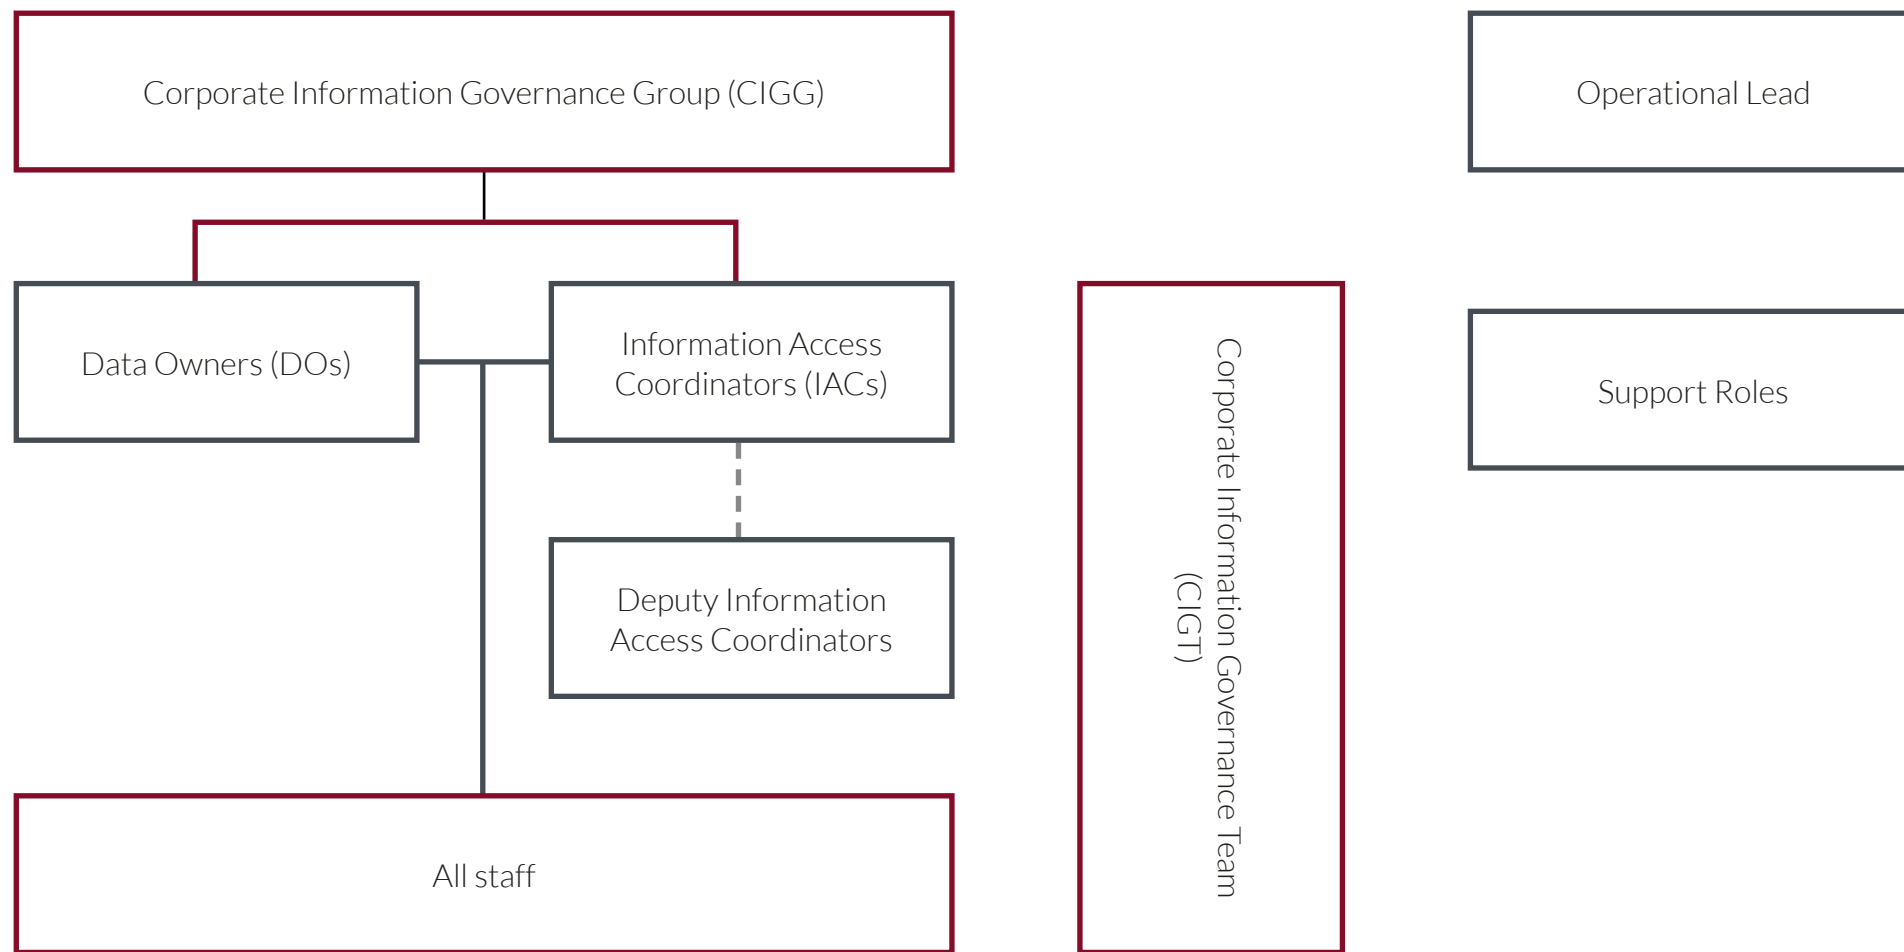 Corporate Information Governance Group (CIGG)
Operational Lead
Data Owners (DOs)
Information Access
Coordinators (IACs)
Corporate Information Governance Team
(CIGT)
Support Roles
Deputy Information
Access Coordinators
All staff